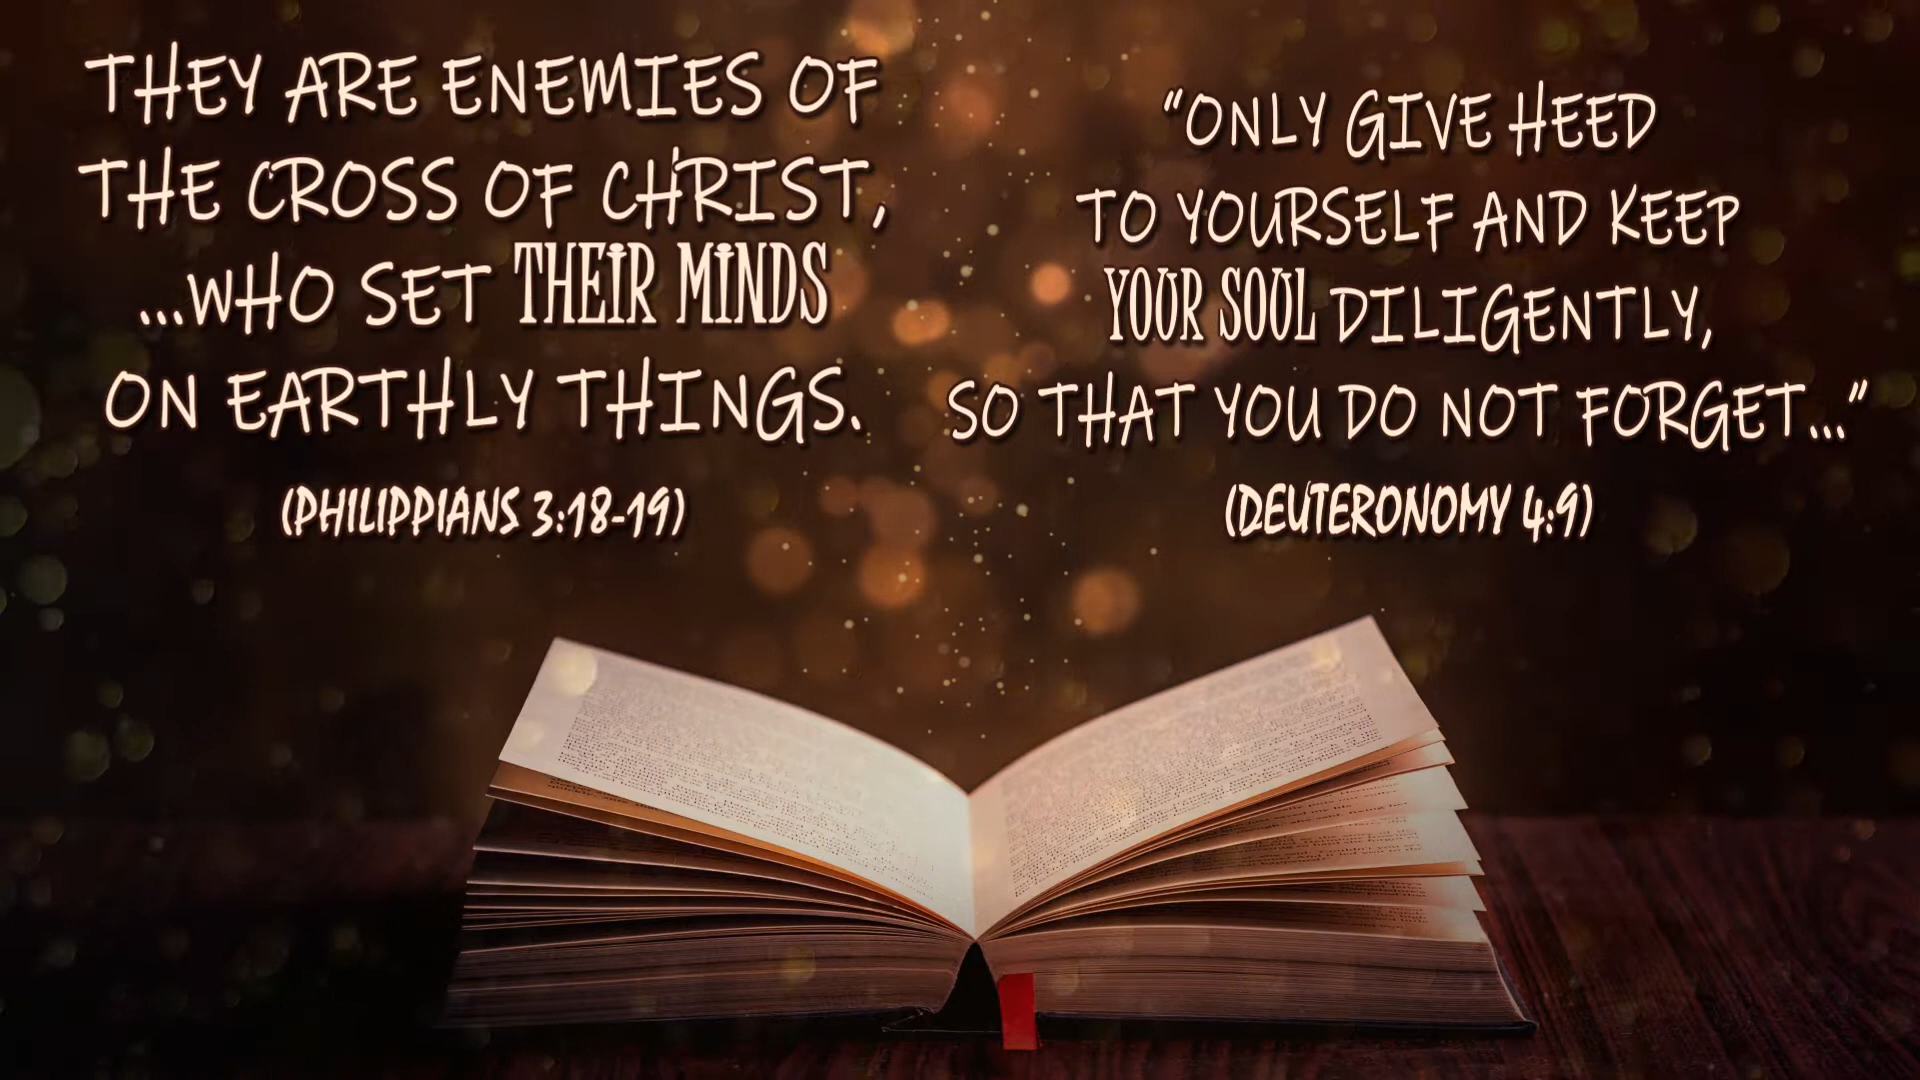 THEY ARE ENEMIES OF
THE CROSS OF CHRIST,
...WHO SET THEIR MINDS
ON EARTHLY THINGS.
(PHILIPPIANS 3:18-19)
"ONLY GIVE HEED
TO YOURSELF AND KEEP
YOUR SOUL DILIGENTLY,
SO THAT YOU DO NOT FORGET..."
(DEUTERONOMY 4:9)